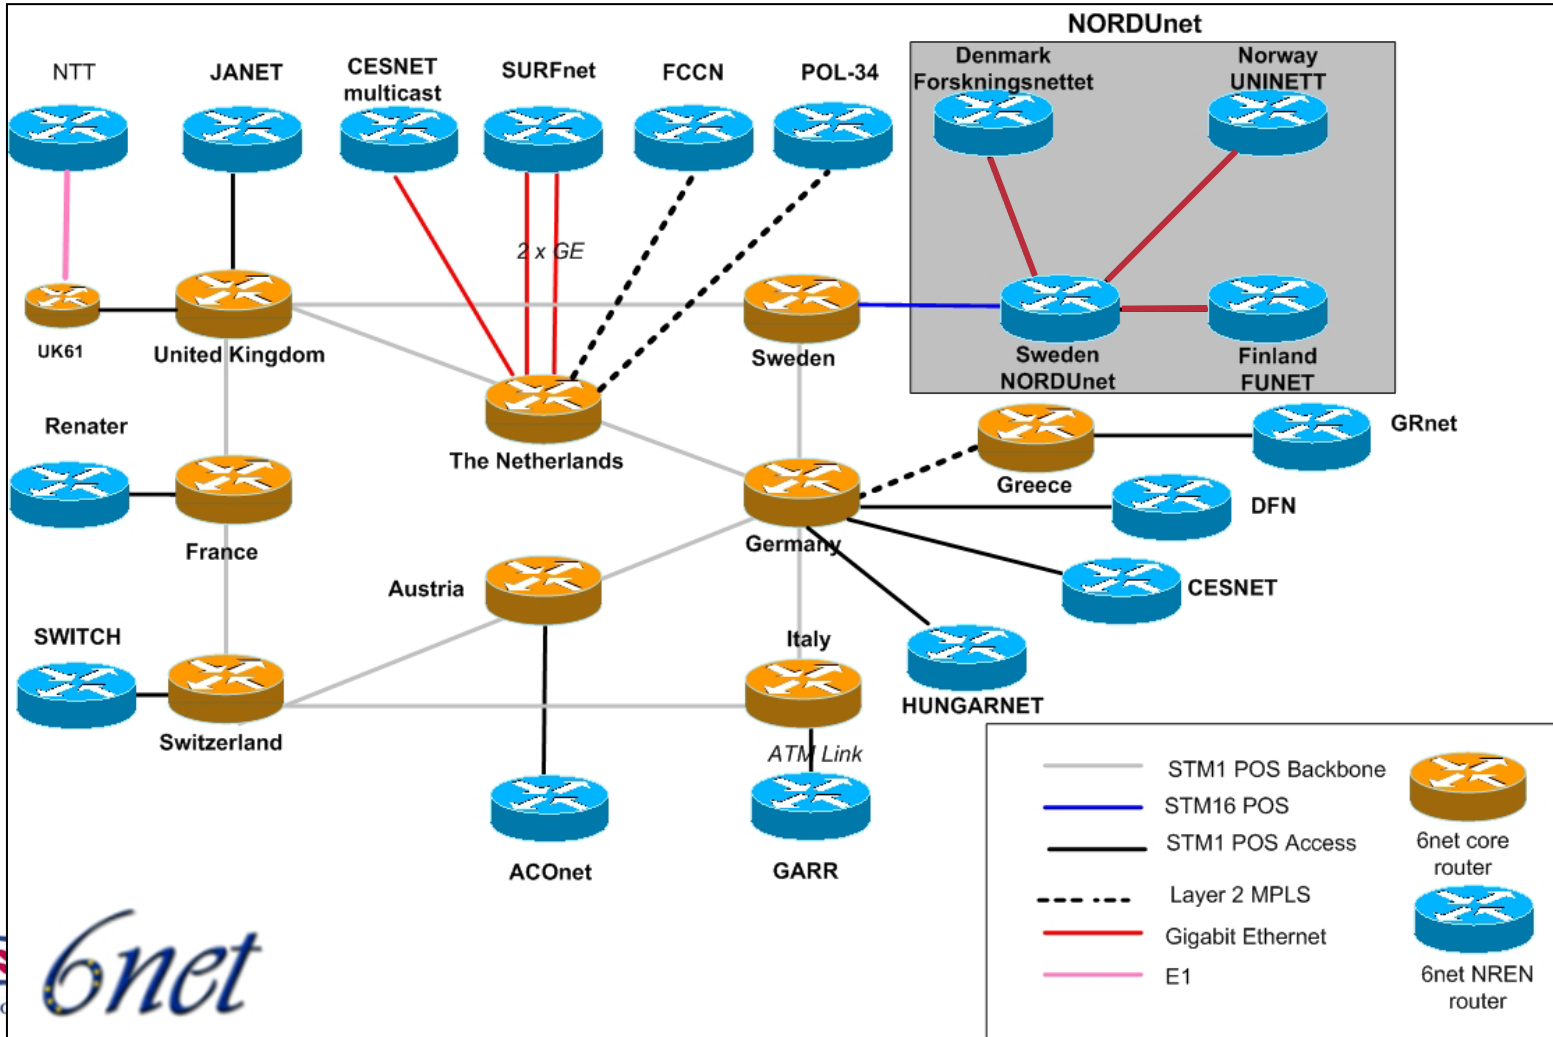 NORDUnet
NTT
JANET
CESNET
multicast
SURFnet
FCCN
POL-34
Denmark
Forskningsnettet
Norway
UNINETT
2 x GE
UK61
United Kingdom
Sweden
Sweden
NORDUnet
Finland
FUNET
Renater
The Netherlands
Greece
GRnet
France
Germany
DFN
Austria
CESNET
SWITCH
Italy
HUNGARNET
Switzerland
ATM Link
ACOnet
GARR
STM1 POS Backbone
STM16 POS
STM1 POS Access
Layer 2 MPLS
Gigabit Ethernet
E1
6net core
router
6net NREN
router
6net